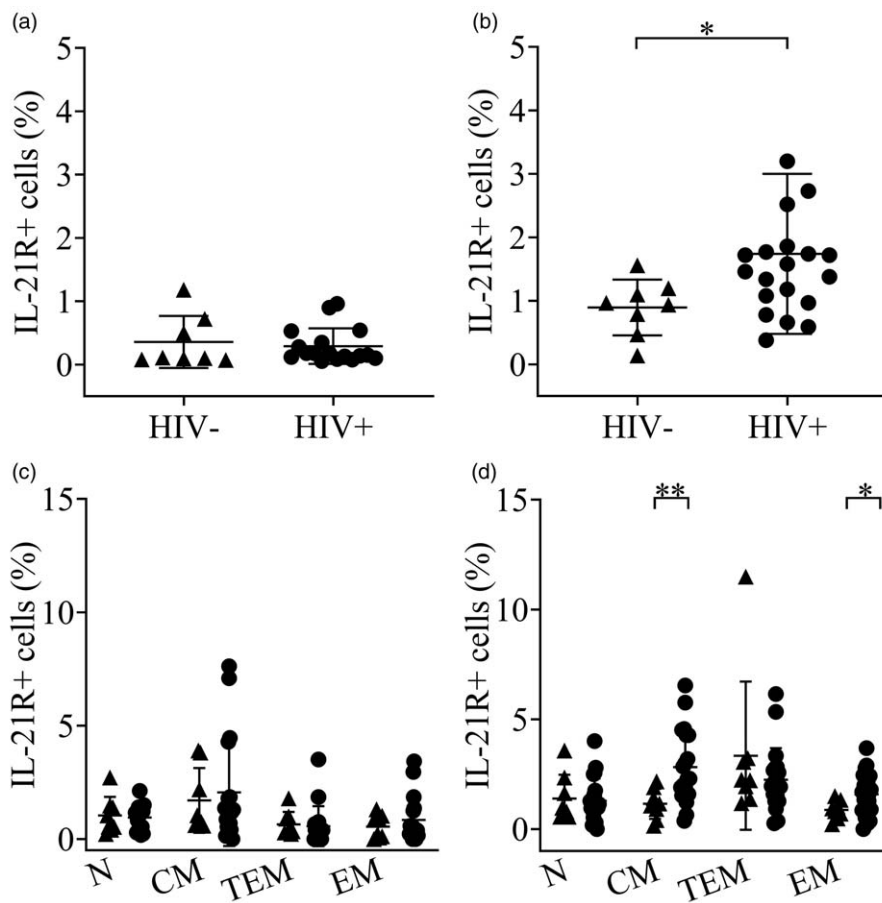 (a)
5
4
3
2
1
0
IL-21R+ cells (%)
HIV-
HIV+
(b)
*
5
4
3
2
1
0
IL-21R+ cells (%)
HIV-
HIV+
(c)
15
10
5
0
IL-21R+ cells (%)
N
CM
TEM
EM
(d)
**
*
15
10
5
0
IL-21R+ cells (%)
N
CM
TEM
EM